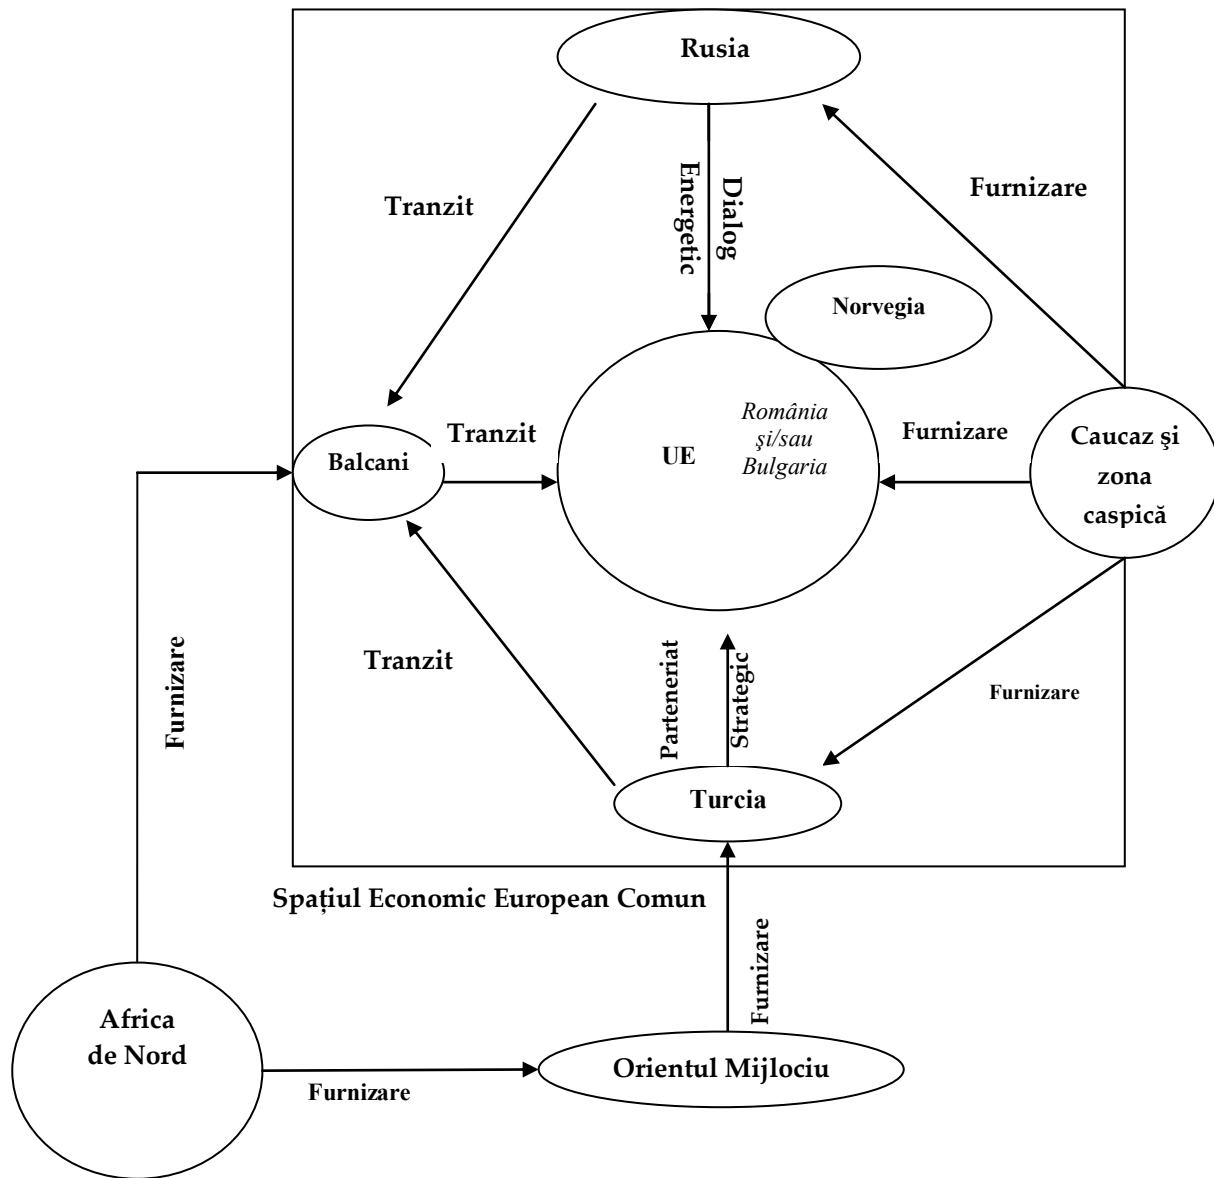 Rusia
Tranzit
Dialog
Energetic
Furnizare
Norvegia
România
şi/sau
Bulgaria
UE
Tranzit
Balcani
Furnizare
Caucaz şi
zona
caspică
Furnizare
Tranzit
Parteneriat
Strategic
Furnizare
Turcia
Spațiul Economic European Comun
Furnizare
Africa
de Nord
Furnizare
Orientul Mijlociu